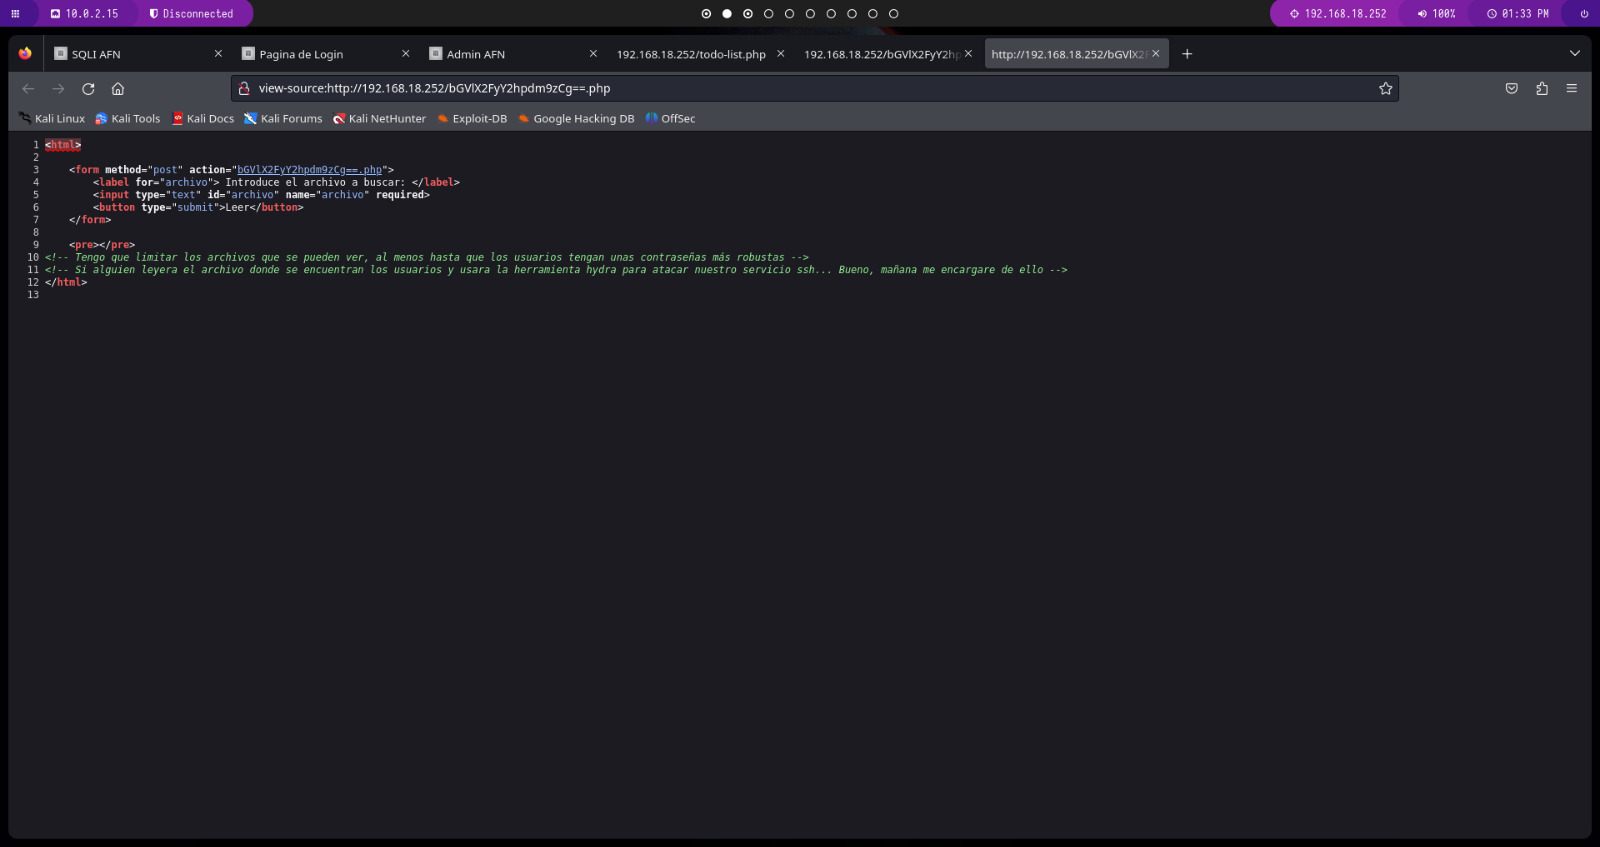 10.0.2.15 Disconnected 192.168.18.252 100% 01:33 PM
SQLI AFN Pagina de Login Admin AFN 192.168.18.252/todo-list.php 192.168.18.252/bGVlX2FyY2hp http://192.168.18.252/bGVlX2F
view-source:http://192.168.18.252/bGVlX2FyY2hpdm9zCg==.php
Kali Linux Kali Tools Kali Docs Kali Forums Kali NetHunter Exploit-DB Google Hacking DB OffSec
1 <html>
2
3 <form method="post" action="bGVlX2FyY2hpdm9zCg==.php">
4 <label for="archivo"> Introduce el archivo a buscar: </label>
5 <input type="text" id="archivo" name="archivo" required>
6 <button type="submit">Leer</button>
7 </form>
8
9 <pre></pre>
10 <!-- Tengo que limitar los archivos que se pueden ver, al menos hasta que los usuarios tengan unas contraseñas más robustas -->
11 <!-- Si alguien leyera el archivo donde se encuentran los usuarios y usara la herramienta hydra para atacar nuestro servicio ssh... Bueno, mañana me encargare de ello -->
12 </html>
13